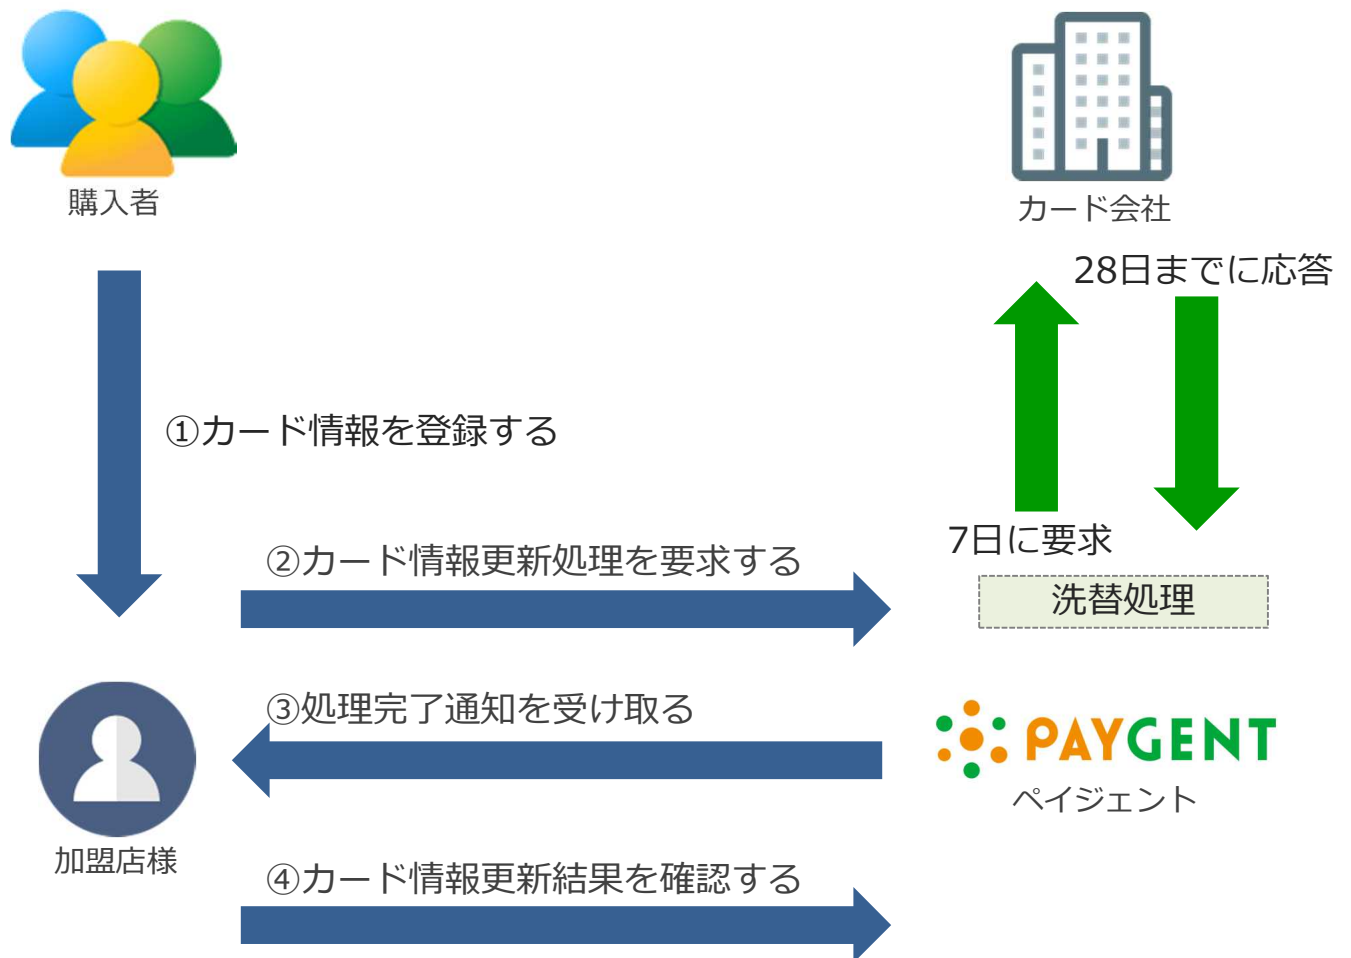 購入者
カード会社
28日までに応答
①カード情報を登録する
7日に要求
②カード情報更新処理を要求する
洗替処理
③処理完了通知を受け取る
PAYGENT
ペイジェント
加盟店様
④カード情報更新結果を確認する